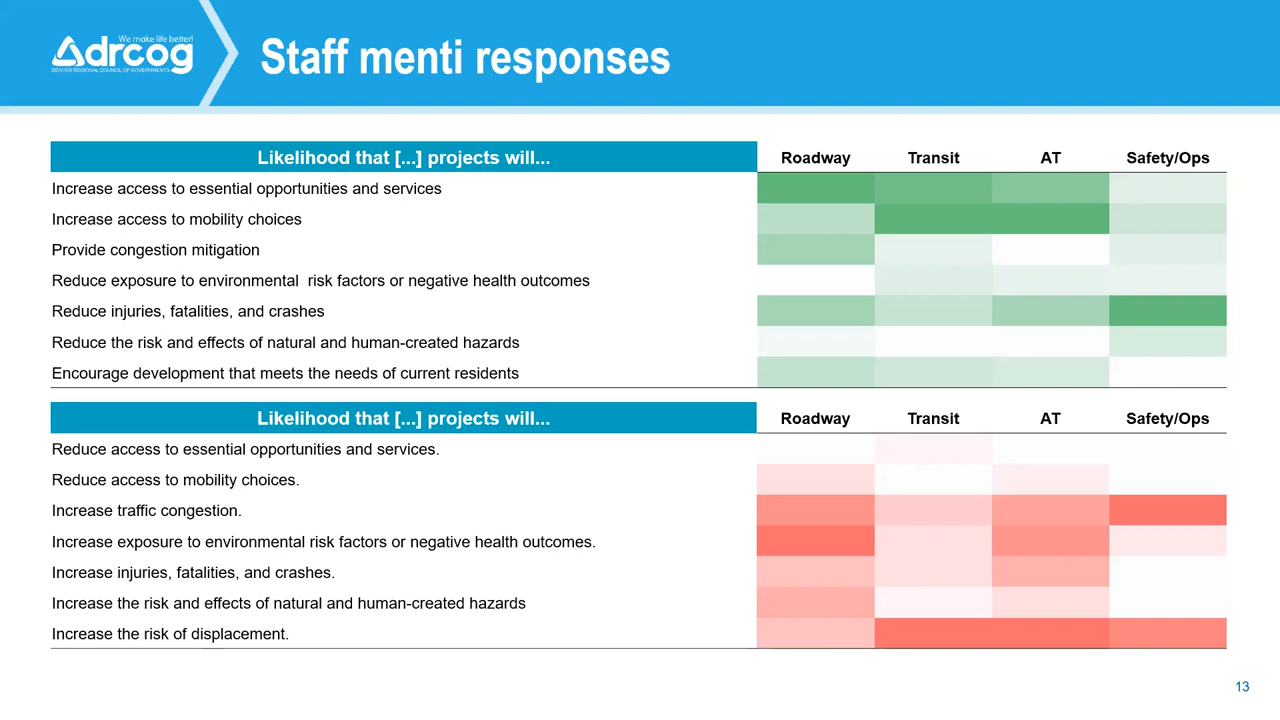 We make life better!
drcog
DENVER REGIONAL COUNCIL OF GOVERNMENTS
Staff menti responses
Likelihood that [...] projects will... Roadway Transit AT Safety/Ops
Increase access to essential opportunities and services
Increase access to mobility choices
Provide congestion mitigation
Reduce exposure to environmental risk factors or negative health outcomes
Reduce injuries, fatalities, and crashes
Reduce the risk and effects of natural and human-created hazards
Encourage development that meets the needs of current residents
Likelihood that [...] projects will... Roadway Transit AT Safety/Ops
Reduce access to essential opportunities and services.
Reduce access to mobility choices.
Increase traffic congestion.
Increase exposure to environmental risk factors or negative health outcomes.
Increase injuries, fatalities, and crashes.
Increase the risk and effects of natural and human-created hazards
Increase the risk of displacement.
13